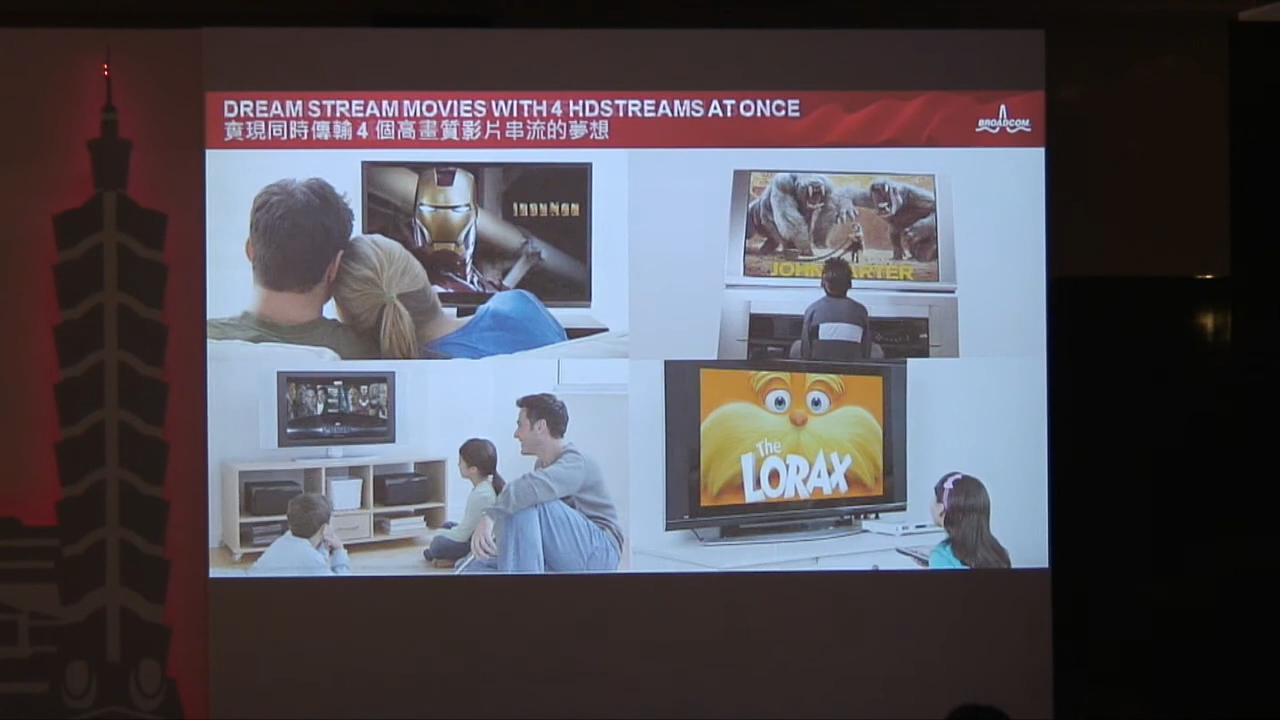 DREAM STREAM MOVIES WITH 4 HDSTREAMS AT ONCE
實現同時傳輸 4 個高畫質影片串流的夢想
BROADCOM
IRON MAN
JOHN CARTER
The
LORAX